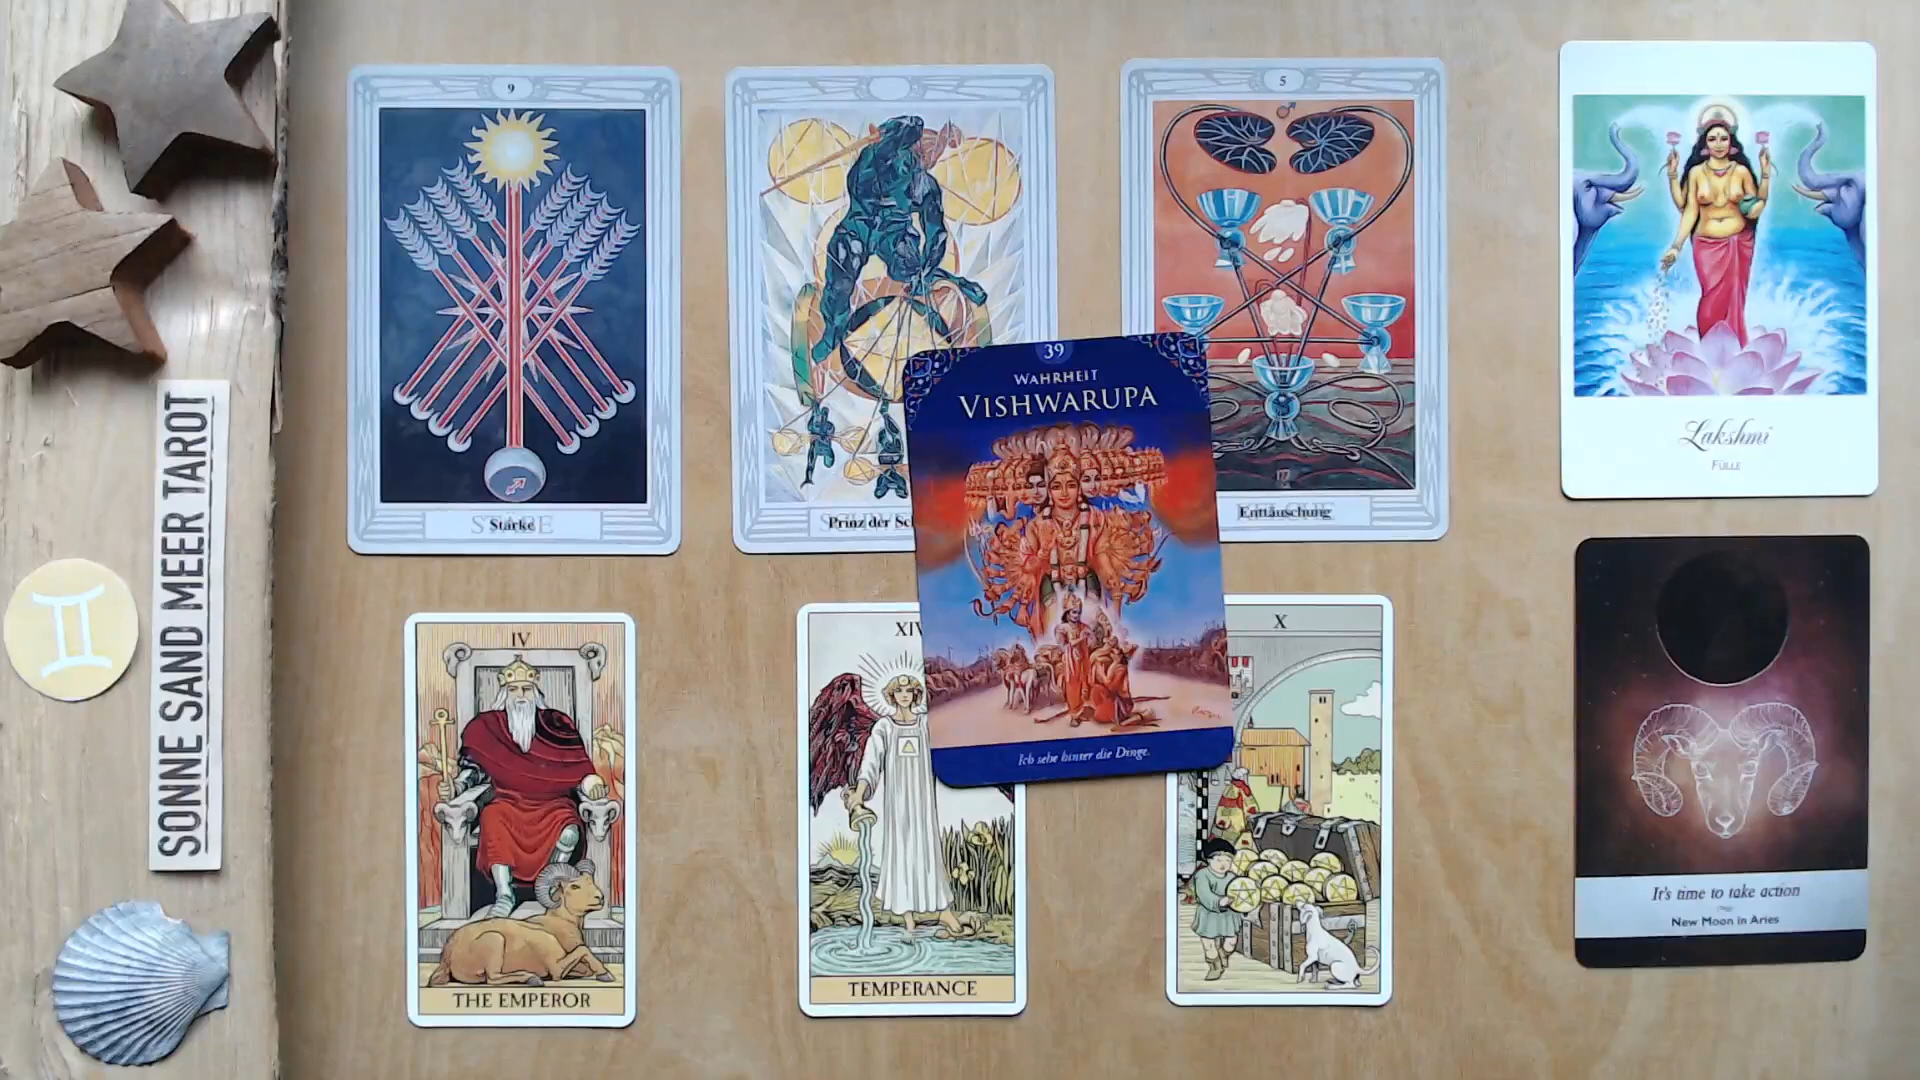 SONNE SAND MEER TAROT
9
Stärke
Prinz der Sc
5
Enttäuschung
39
WAHRHEIT
VISHWARUPA
Ich sehe hinter die Dinge.
Lakshmi
FÜLLE
IV
THE EMPEROR
XIV
TEMPERANCE
X
It's time to take action
New Moon in Aries